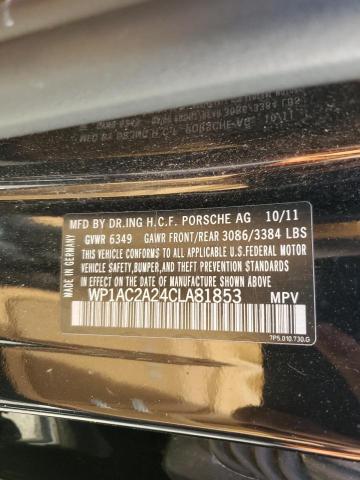 MFD BY DR.ING H.C.F. PORSCHE AG 10/11
GVWR 6349 GAWR FRONT/REAR 3086/3384 LBS
THIS VEHICLE CONFORMS TO ALL APPLICABLE U.S.FEDERAL MOTOR
VEHICLE SAFETY,BUMPER, AND THEFT PREVENTION STANDARDS
IN EFFECT ON THE DATE OF MANUFACTURE SHOWN ABOVE.
WP1AC2A24CLA81853 MPV
7P5.010.730.G
MADE IN GERMANY